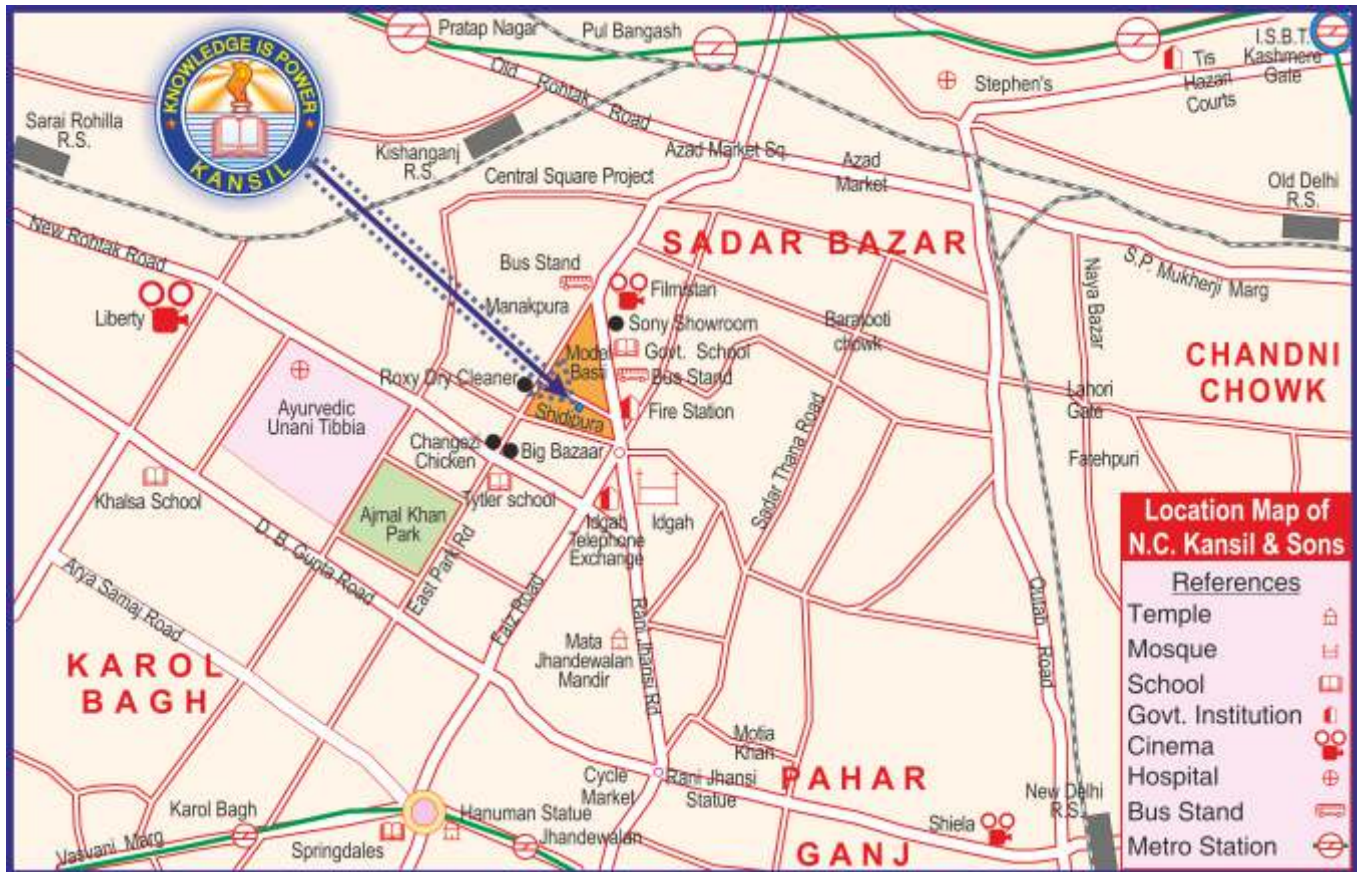 Pratap Nagar
Pul Bangash
I.S.B.T.
Kashmere
Gate
Tis
Hazari
Courts
Stephen's
KNOWLEDGE IS POWER
KANSIL
Old Rohtak Road
Sarai Rohilla
R.S.
Kishanganj
R.S.
Azad Market Sq.
Azad
Market
Central Square Project
Old Delhi
R.S.
New Rohtak Road
SADAR BAZAR
S.P. Mukherji Marg
Bus Stand
Filmistan
Naya Bazar
Liberty
Manakpura
Sony Showroom
Baratooti
chowk
CHANDNI
CHOWK
Model
Basti
Govt. School
Roxy Dry Cleaner
Bus Stand
Lahori
Gate
Ayurvedic
Unani Tibbia
Shidipura
Fire Station
Sadar Thana Road
Changezi
Chicken
Big Bazaar
Fatehpuri
Khalsa School
Tytler school
Ajmal Khan
Park
Idgah
Telephone
Exchange
Idgah
D. B. Gupta Road
East Park Rd
Faiz Road
Arya Samaj Road
Rani Jhansi Rd.
Qutab Road
Mata
Jhandewalan
Mandir
KAROL
BAGH
Motia
Khan
Cycle
Market
Rani Jhansi
Statue
PAHAR
GANJ
New Delhi
R.S.
Karol Bagh
Hanuman Statue
Shiela
Vasvani Marg
Springdales
Jhandewalan
Location Map of
N.C. Kansil & Sons
References
Temple
Mosque
School
Govt. Institution
Cinema
Hospital
Bus Stand
Metro Station